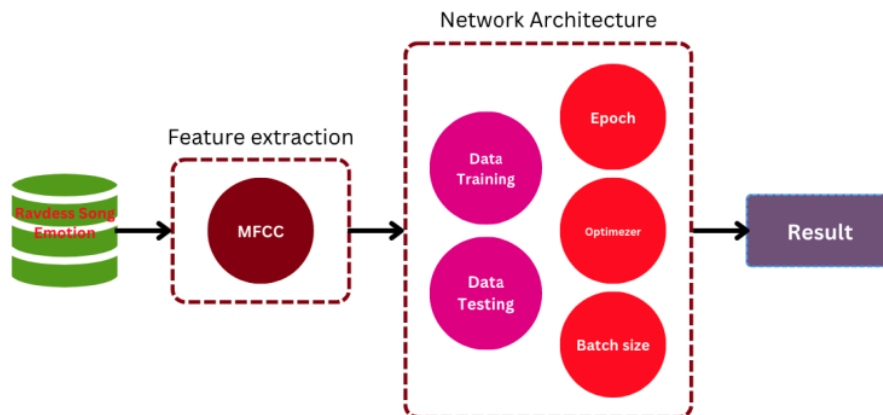 Network Architecture
Feature extraction
Ravdess Song
Emotion
MFCC
Data
Training
Data
Testing
Epoch
Optimezer
Batch size
Result